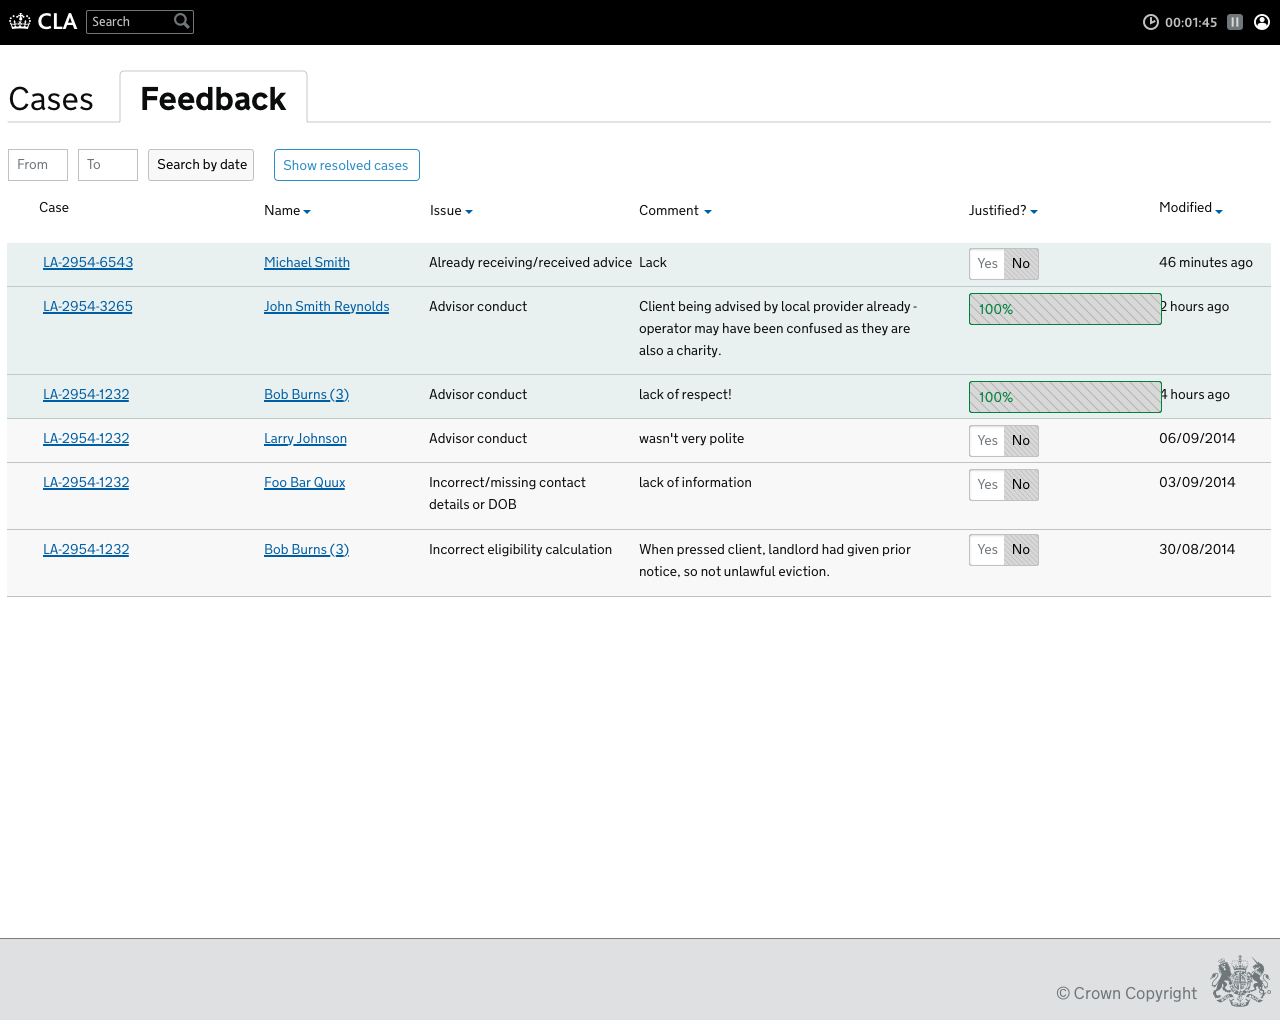 CLA Search 00:01:45
Cases Feedback
From To Search by date Show resolved cases
Case Name Issue Comment Justified? Modified
LA-2954-6543 Michael Smith Already receiving/received advice Lack Yes No 46 minutes ago
LA-2954-3265 John Smith Reynolds Advisor conduct Client being advised by local provider already - 100% 2 hours ago
operator may have been confused as they are
also a charity.
LA-2954-1232 Bob Burns (3) Advisor conduct lack of respect! 100% 4 hours ago
LA-2954-1232 Larry Johnson Advisor conduct wasn't very polite Yes No 06/09/2014
LA-2954-1232 Foo Bar Quux Incorrect/missing contact lack of information Yes No 03/09/2014
details or DOB
LA-2954-1232 Bob Burns (3) Incorrect eligibility calculation When pressed client, landlord had given prior Yes No 30/08/2014
notice, so not unlawful eviction.
© Crown Copyright